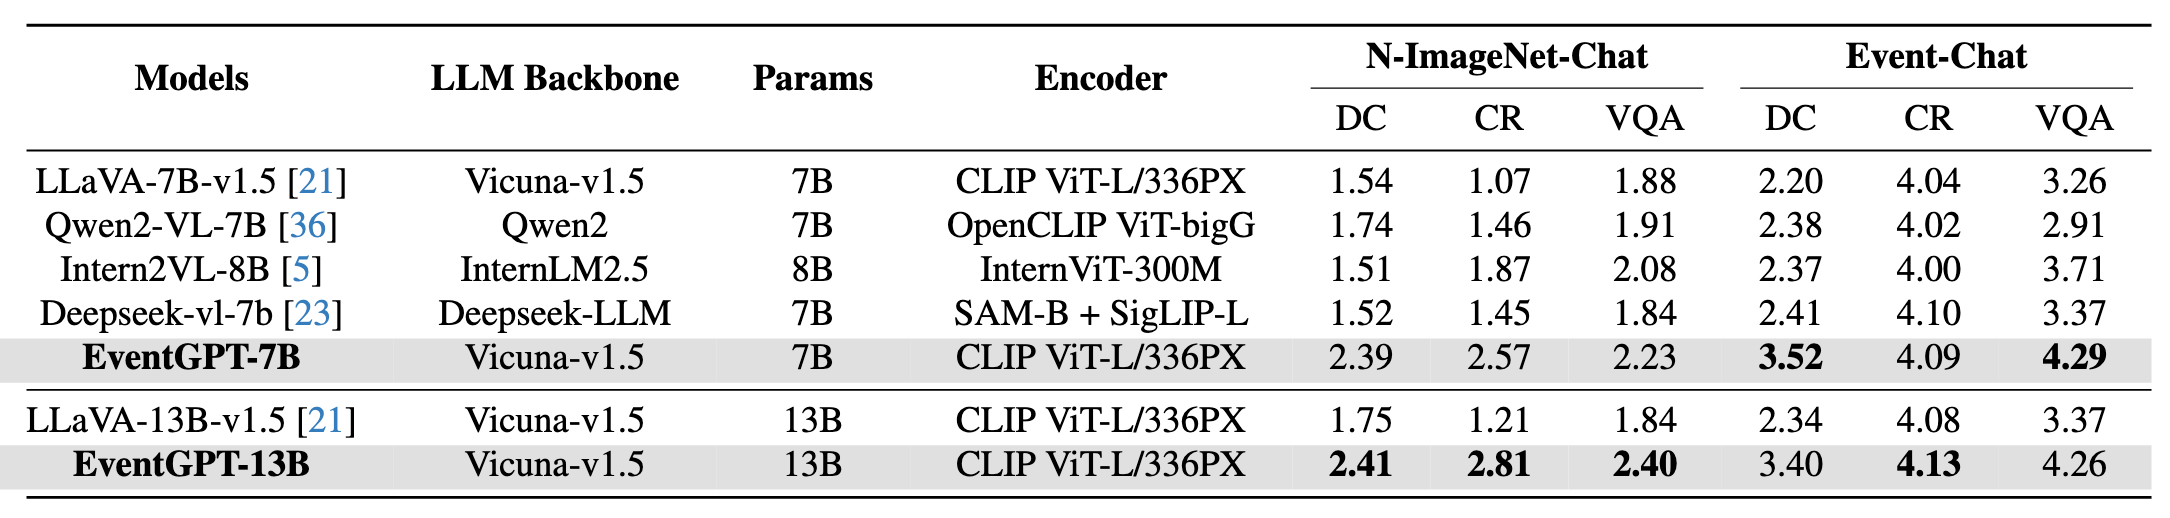 Models LLM Backbone Params Encoder N-ImageNet-Chat Event-Chat
DC CR VQA DC CR VQA
LLaVA-7B-v1.5 [21] Vicuna-v1.5 7B CLIP ViT-L/336PX 1.54 1.07 1.88 2.20 4.04 3.26
Qwen2-VL-7B [36] Qwen2 7B OpenCLIP ViT-bigG 1.74 1.46 1.91 2.38 4.02 2.91
Intern2VL-8B [5] InternLM2.5 8B InternViT-300M 1.51 1.87 2.08 2.37 4.00 3.71
Deepseek-vl-7b [23] Deepseek-LLM 7B SAM-B + SigLIP-L 1.52 1.45 1.84 2.41 4.10 3.37
EventGPT-7B Vicuna-v1.5 7B CLIP ViT-L/336PX 2.39 2.57 2.23 3.52 4.09 4.29
LLaVA-13B-v1.5 [21] Vicuna-v1.5 13B CLIP ViT-L/336PX 1.75 1.21 1.84 2.34 4.08 3.37
EventGPT-13B Vicuna-v1.5 13B CLIP ViT-L/336PX 2.41 2.81 2.40 3.40 4.13 4.26